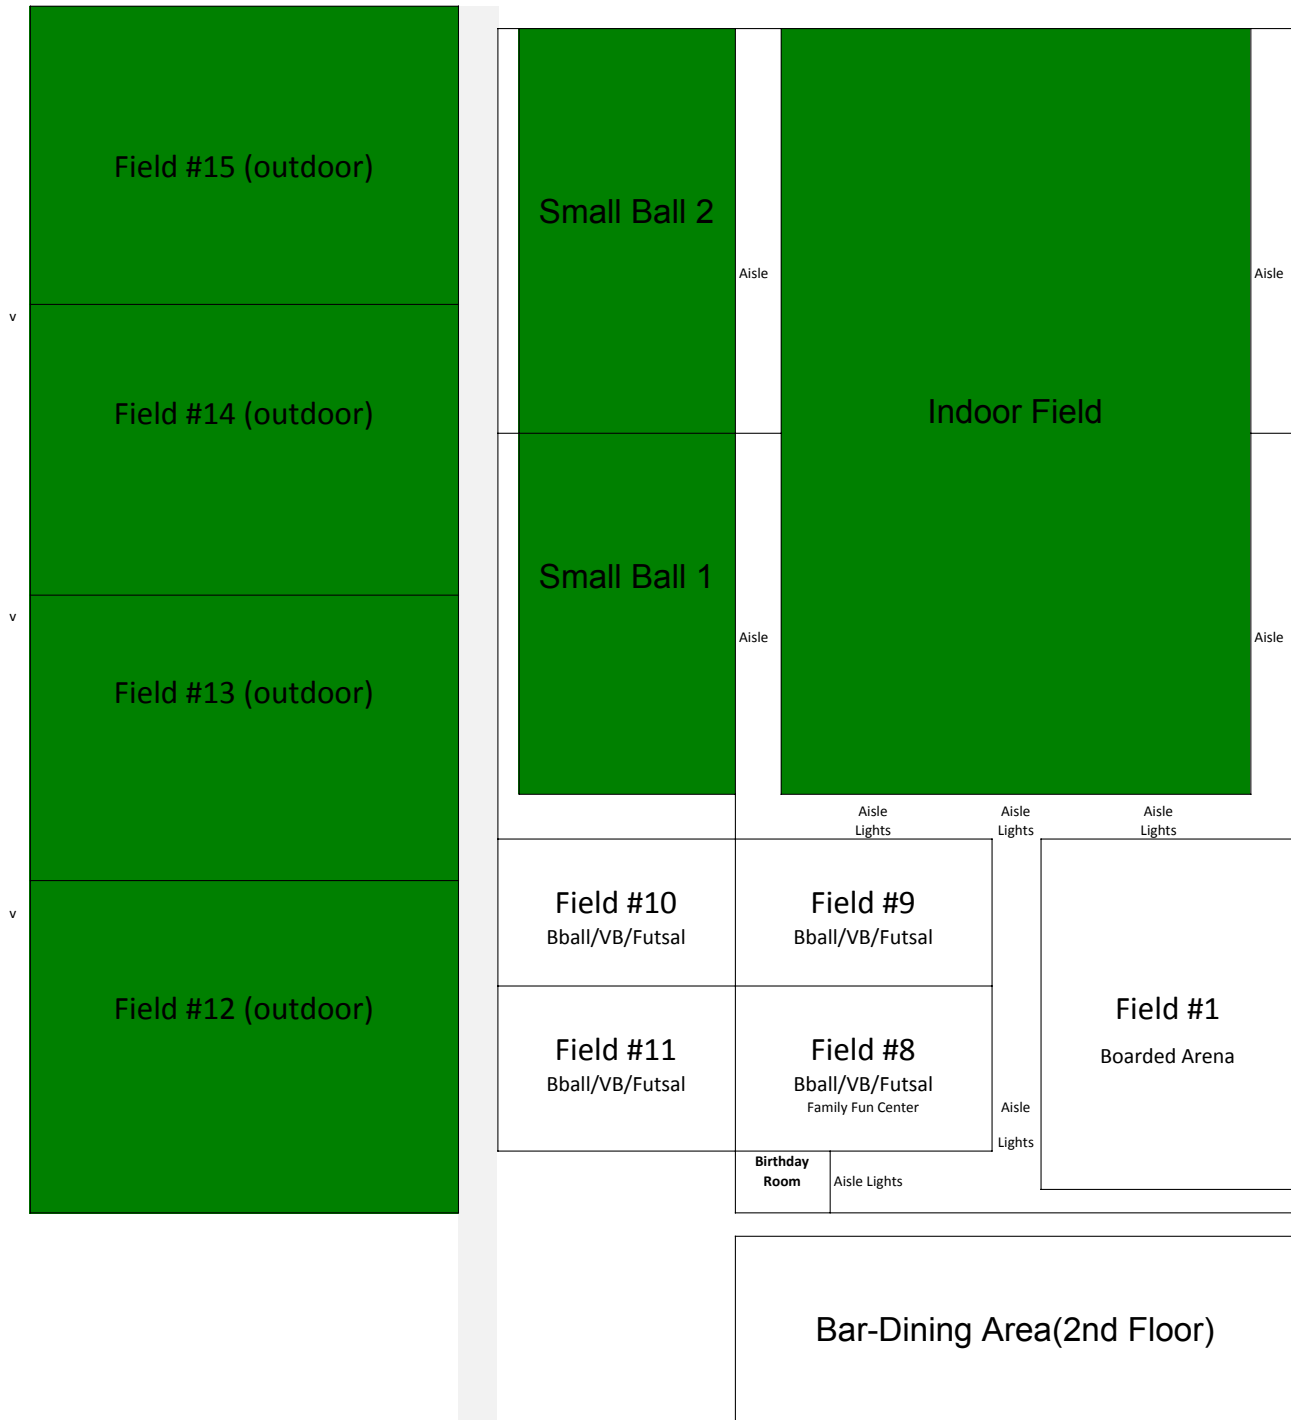 Field #15 (outdoor)
Small Ball 2
Aisle
Aisle
v
Field #14 (outdoor)
Indoor Field
Small Ball 1
v
Aisle
Aisle
Field #13 (outdoor)
Aisle
Lights
Aisle
Lights
Aisle
Lights
v
Field #10
Bball/VB/Futsal
Field #9
Bball/VB/Futsal
Field #12 (outdoor)
Field #1
Boarded Arena
Field #11
Bball/VB/Futsal
Field #8
Bball/VB/Futsal
Family Fun Center
Aisle
Lights
Birthday
Room
Aisle Lights
Bar-Dining Area(2nd Floor)